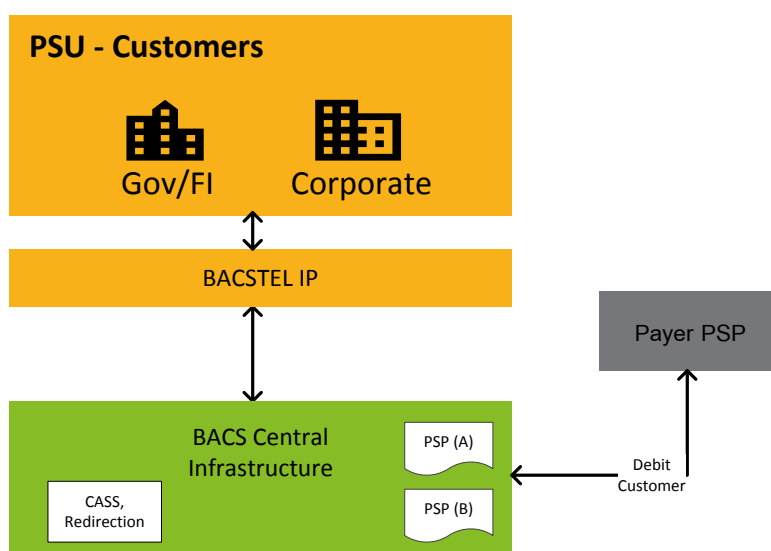 PSU - Customers
Gov/FI
Corporate
BACSTEL IP
Payer PSP
BACS Central
Infrastructure
PSP (A)
PSP (B)
CASS,
Redirection
Debit
Customer